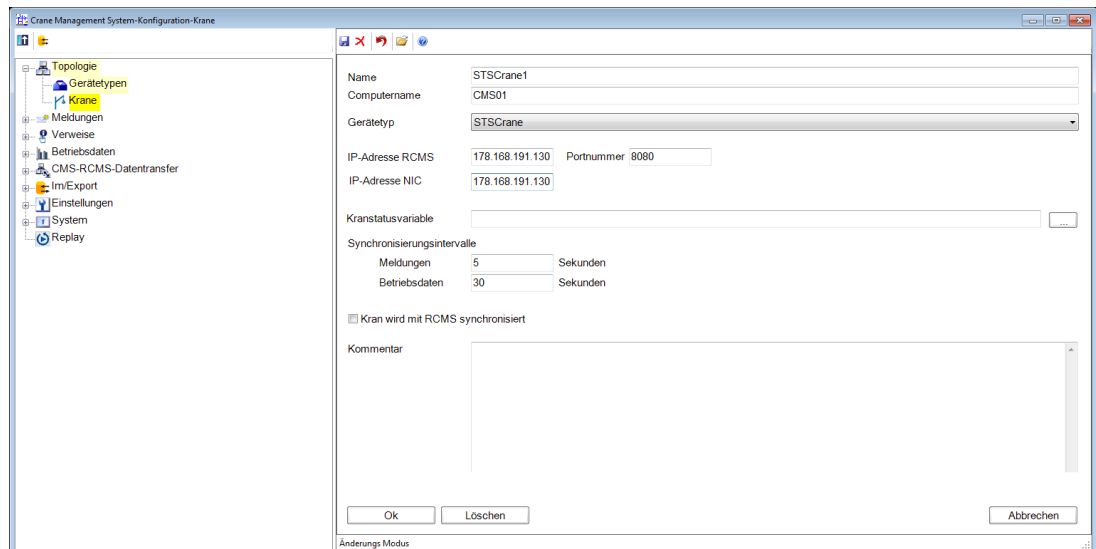 Crane Management System-Konfiguration-Krane
Topologie
Gerätetypen
Krane
Meldungen
Verweise
Betriebsdaten
CMS-RCMS-Datentransfer
Im/Export
Einstellungen
System
Replay
Name STSCrane1
Computername CMS01
Gerätetyp STSCrane
IP-Adresse RCMS 178.168.191.130 Portnummer 8080
IP-Adresse NIC 178.168.191.130
Kranstatusvariable ...
Synchronisierungsintervalle
Meldungen 5 Sekunden
Betriebsdaten 30 Sekunden
Kran wird mit RCMS synchronisiert
Kommentar
Ok Löschen Abbrechen
Änderungs Modus